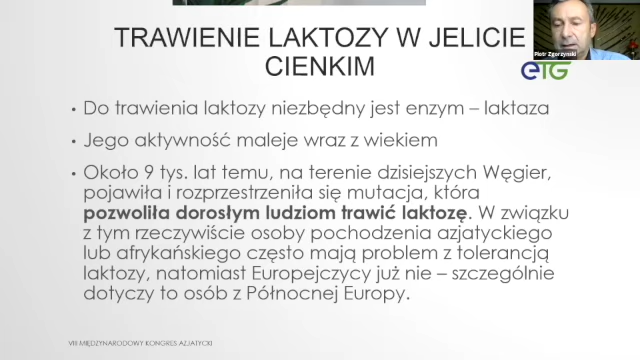 TRAWIENIE LAKTOZY W JELICIE
CIENKIM
Piotr Zgorzynski
eTG
• Do trawienia laktozy niezbędny jest enzym – laktaza
• Jego aktywność maleje wraz z wiekiem
• Około 9 tys. lat temu, na terenie dzisiejszych Węgier,
pojawiła i rozprzestrzeniła się mutacja, która
pozwoliła dorosłym ludziom trawić laktozę. W związku
z tym rzeczywiście osoby pochodzenia azjatyckiego
lub afrykańskiego często mają problem z tolerancją
laktozy, natomiast Europejczycy już nie – szczególnie
dotyczy to osób z Północnej Europy.
VIII MIĘDZYNARODOWY KONGRES AZJATYCKI